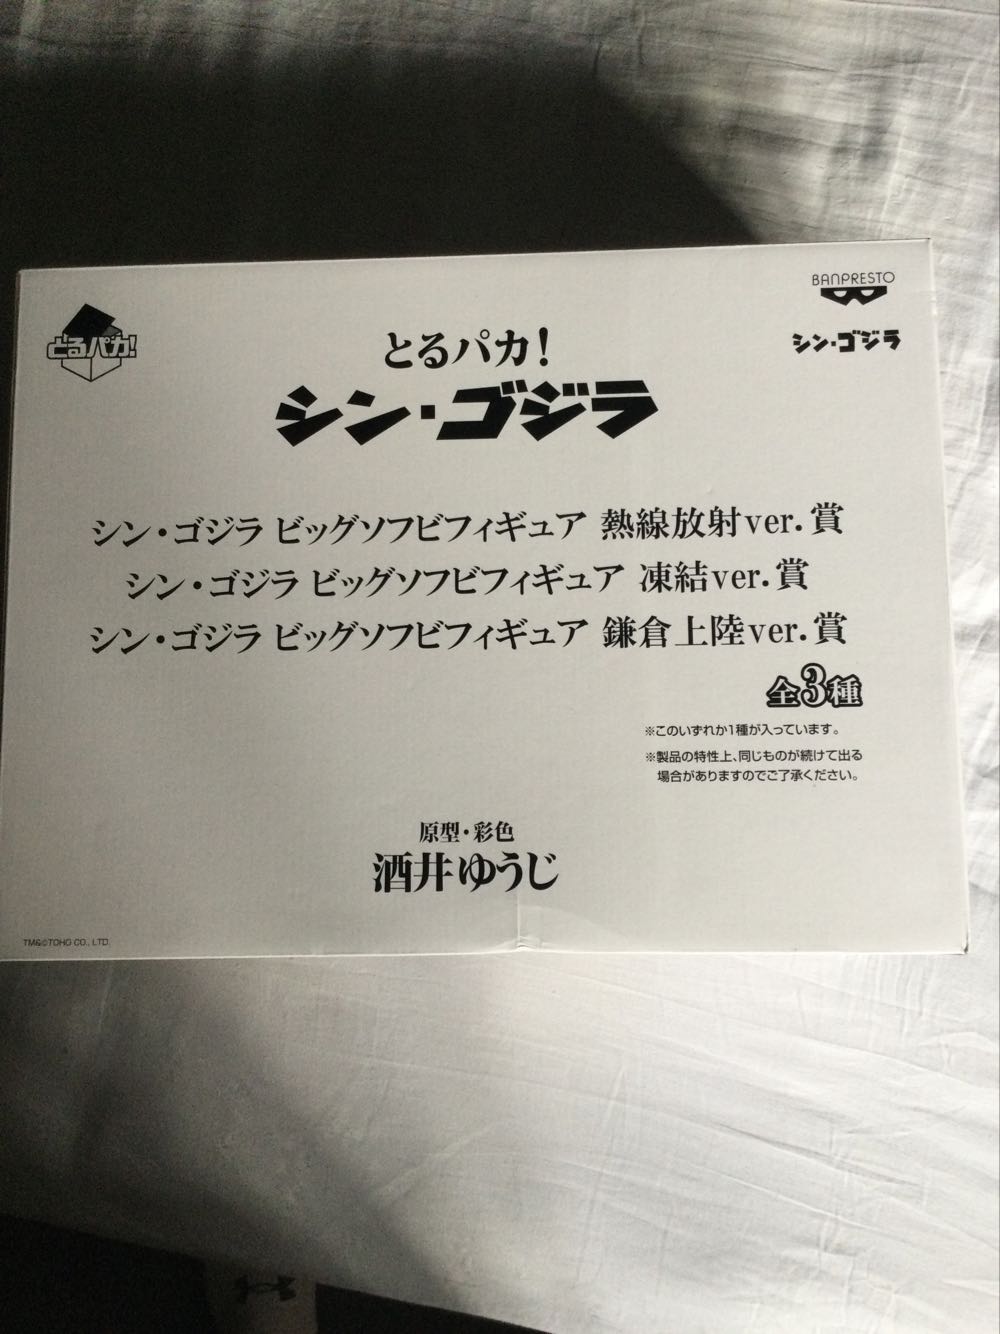 BANPRESTO
とるパカ!
シン・ゴジラ
とるパカ!
シン・ゴジラ
シン・ゴジラ ビッグソフビフィギュア 熱線放射ver.賞
シン・ゴジラ ビッグソフビフィギュア 凍結ver.賞
シン・ゴジラ ビッグソフビフィギュア 鎌倉上陸ver.賞
全3種
※このいずれか1種が入っています。
※製品の特性上、同じものが続けて出る
場合がありますのでご了承ください。
原型・彩色
酒井ゆうじ
TM&©TOHO CO., LTD.